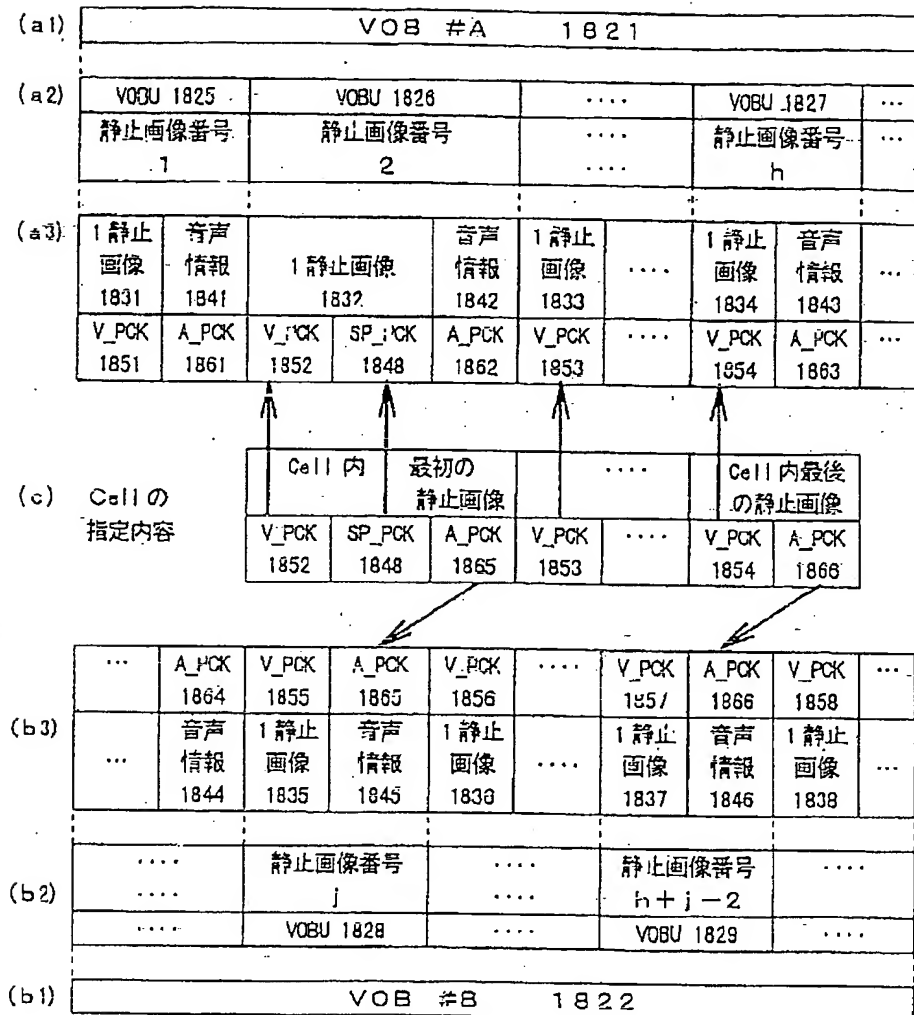 (a1) VOB #A 1821
(a2) VOBU 1825 VOBU 1826 ‥‥ VOBU 1827 …
静止画像番号 静止画像番号 ‥‥ 静止画像番号 …
1 2 ‥‥ h
(a3) 1静止 音声 音声 1静止 1静止 音声
画像 情報 1静止画像 情報 画像 ‥‥ 画像 情報 …
1831 1841 1832 1842 1833 1834 1843
V_PCK A_PCK V_PCK SP_PCK A_PCK V_PCK V_PCK A_PCK …
1851 1861 1852 1848 1862 1853 1954 1863
Cell内 最初の ‥‥ Cell内最後
(c) Cellの 静止画像 の静止画像
指定内容 V_PCK SP_PCK A_PCK V_PCK ‥‥ V_PCK A_PCK
1852 1848 1865 1853 1854 1866
… A_PCK V_PCK A_PCK V_PCK ‥‥ V_PCK A_PCK V_PCK …
1864 1855 1865 1856 1857 1866 1858
(b3) 音声 1静止 音声 1静止 1静止 音声 1静止
… 情報 画像 情報 画像 ‥‥ 画像 情報 画像 …
1844 1835 1845 1836 1837 1846 1838
‥‥ 静止画像番号 ‥‥ 静止画像番号 ‥‥
(b2) ‥‥ j ‥‥ h+j-2 ‥‥
‥‥ VOBU 1828 ‥‥ VOBU 1829 ‥‥
(b1) VOB #B 1822